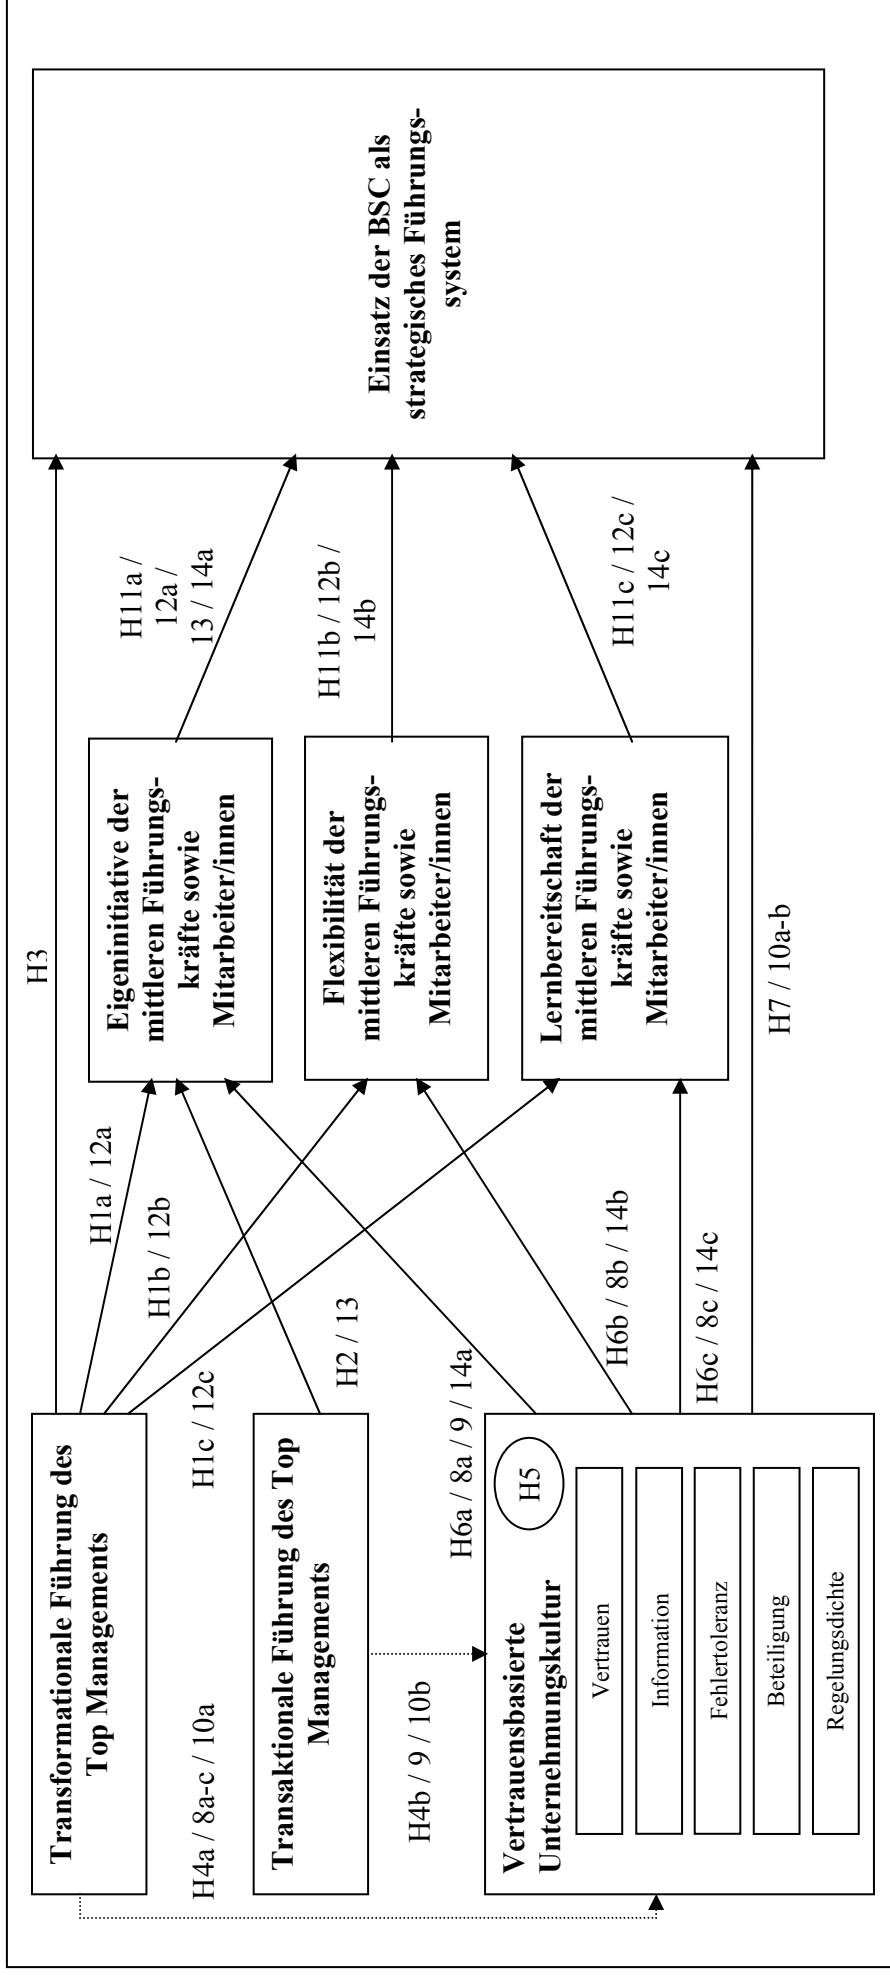 H3
Transformationale Führung des
Top Managements
H1a / 12a
H1b / 12b
H1c / 12c
H4a / 8a-c / 10a
Transaktionale Führung des Top
Managements
H2 / 13
H4b / 9 / 10b
Vertrauensbasierte
Unternehmungskultur
H5
Vertrauen
Information
Fehlertoleranz
Beteiligung
Regelungsdichte
H6a / 8a / 9 / 14a
H6b / 8b / 14b
H6c / 8c / 14c
H7 / 10a-b
Eigeninitiative der
mittleren Führungs-
kräfte sowie
Mitarbeiter/innen
Flexibilität der
mittleren Führungs-
kräfte sowie
Mitarbeiter/innen
Lernbereitschaft der
mittleren Führungs-
kräfte sowie
Mitarbeiter/innen
H11a /
12a /
13 / 14a
H11b / 12b /
14b
H11c / 12c /
14c
Einsatz der BSC als
strategisches Führungs-
system